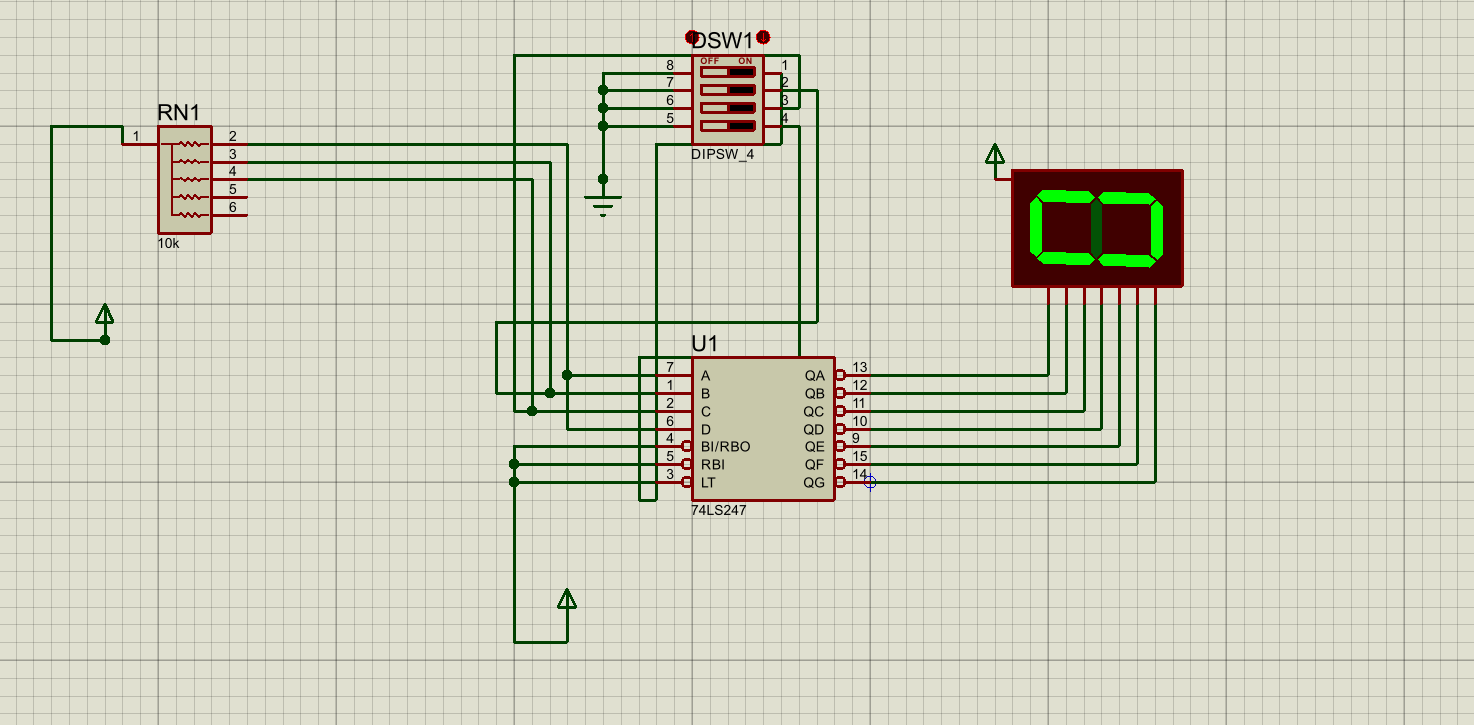 DSW1
OFF ON
8 1
7 2
6 3
5 4
DIPSW_4
RN1
1 2
3
4
5
6
10k
U1
7 A QA 13
1 B QB 12
2 C QC 11
6 D QD 10
4 BI/RBO QE 9
5 RBI QF 15
3 LT QG 14
74LS247